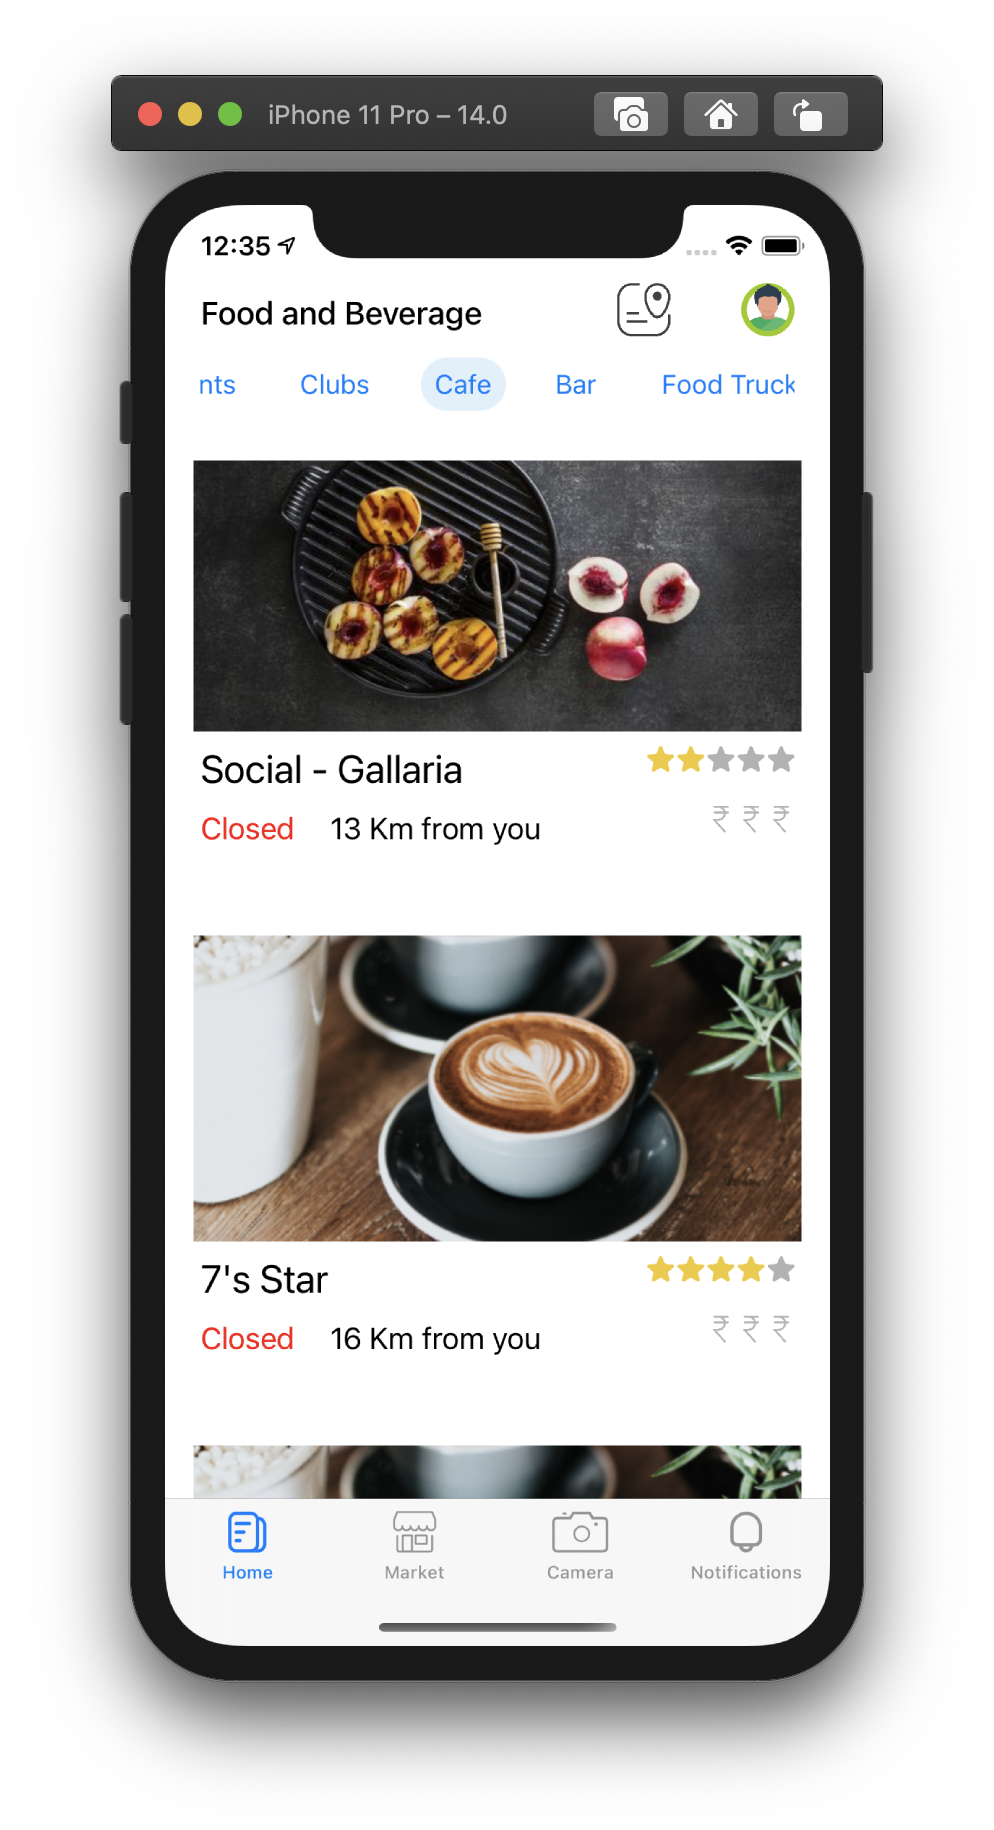 iPhone 11 Pro – 14.0
12:35
Food and Beverage
nts Clubs Cafe Bar Food Truck
Social - Gallaria
Closed 13 Km from you
₹ ₹ ₹
7's Star
Closed 16 Km from you
₹ ₹ ₹
Home Market Camera Notifications